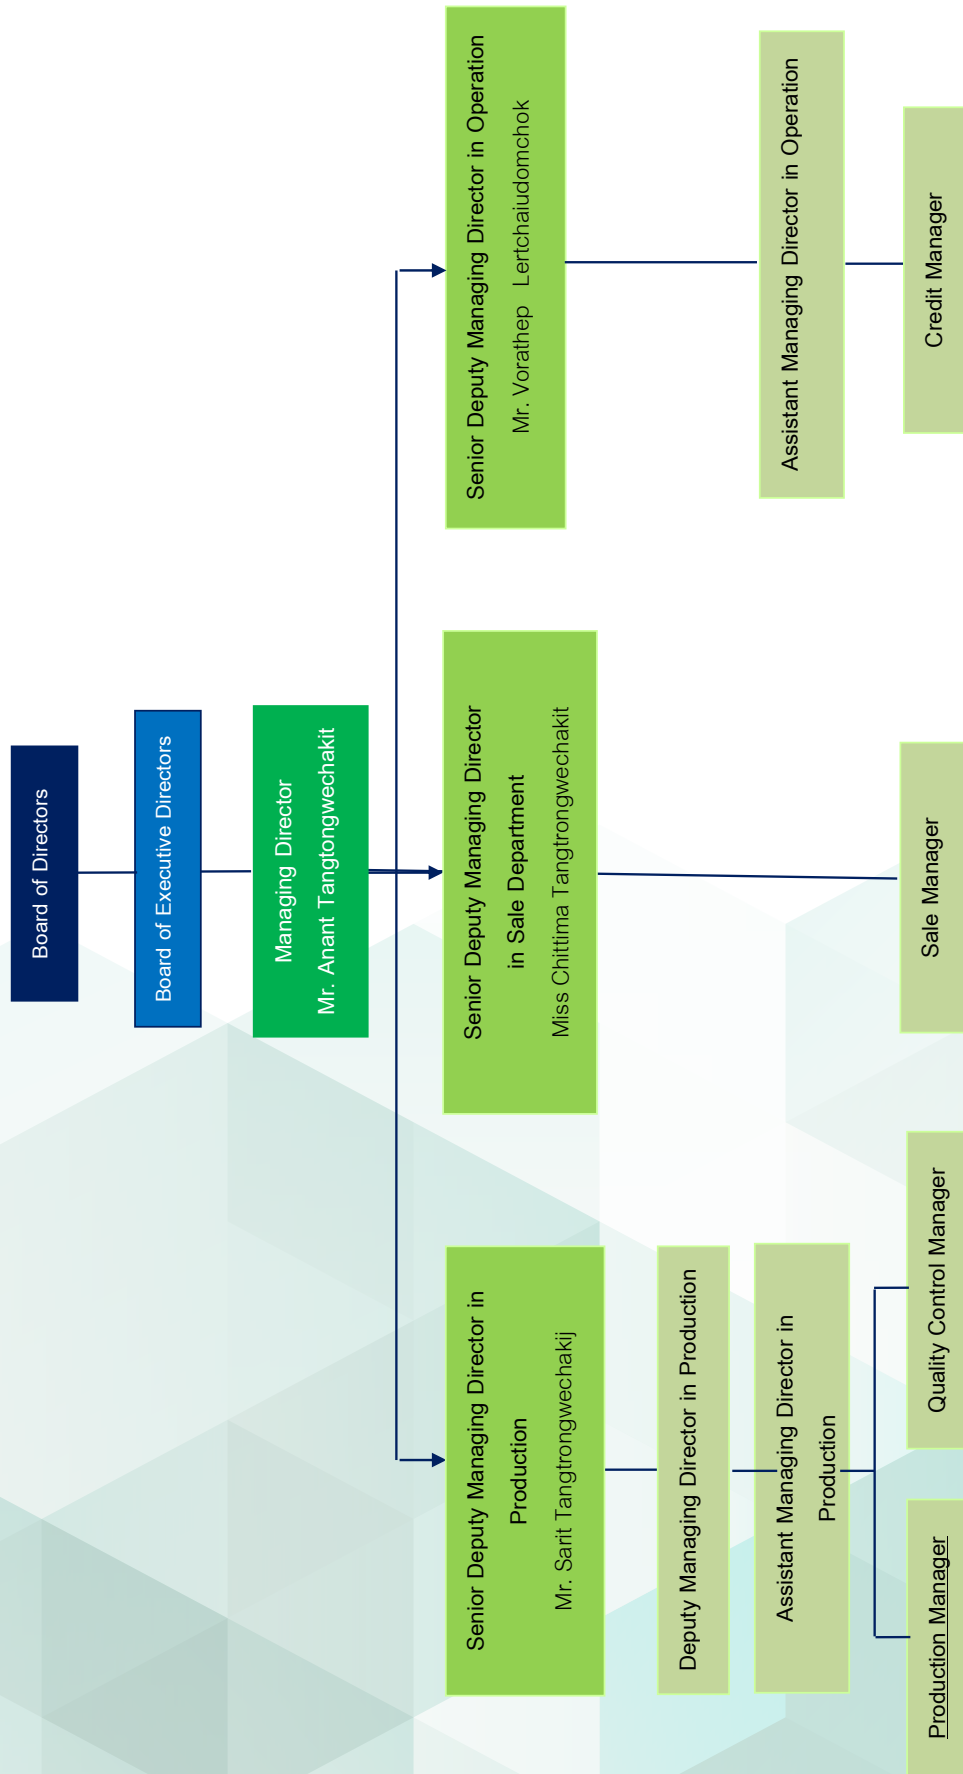 Board of Directors
Board of Executive Directors
Managing Director
Mr. Anant Tangtongwechakit
Senior Deputy Managing Director in
Production
Mr. Sarit Tangtrongwechakij
Senior Deputy Managing Director
in Sale Department
Miss Chittima Tangtrongwechakit
Senior Deputy Managing Director in Operation
Mr. Vorathep Lertchaiudomchok
Deputy Managing Director in Production
Assistant Managing Director in
Production
Assistant Managing Director in Operation
Production Manager
Quality Control Manager
Sale Manager
Credit Manager